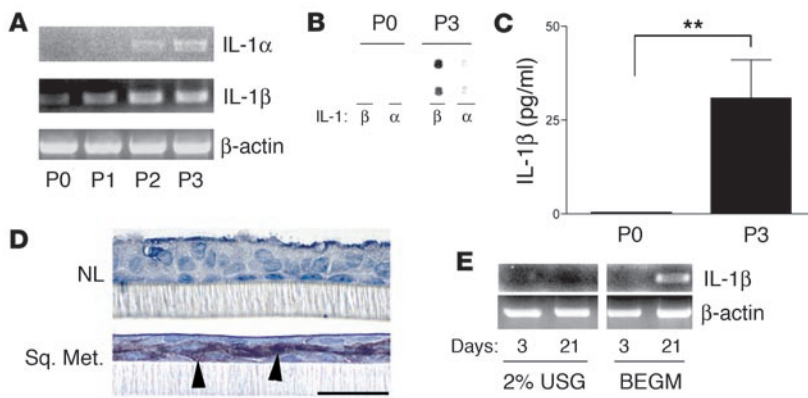 A
IL-1α
IL-1β
β-actin
P0 P1 P2 P3
B
P0 P3
IL-1: β α β α
C
**
IL-1β (pg/ml)
50
25
0
P0 P3
D
NL
Sq. Met.
E
IL-1β
β-actin
Days: 3 21 3 21
2% USG BEGM